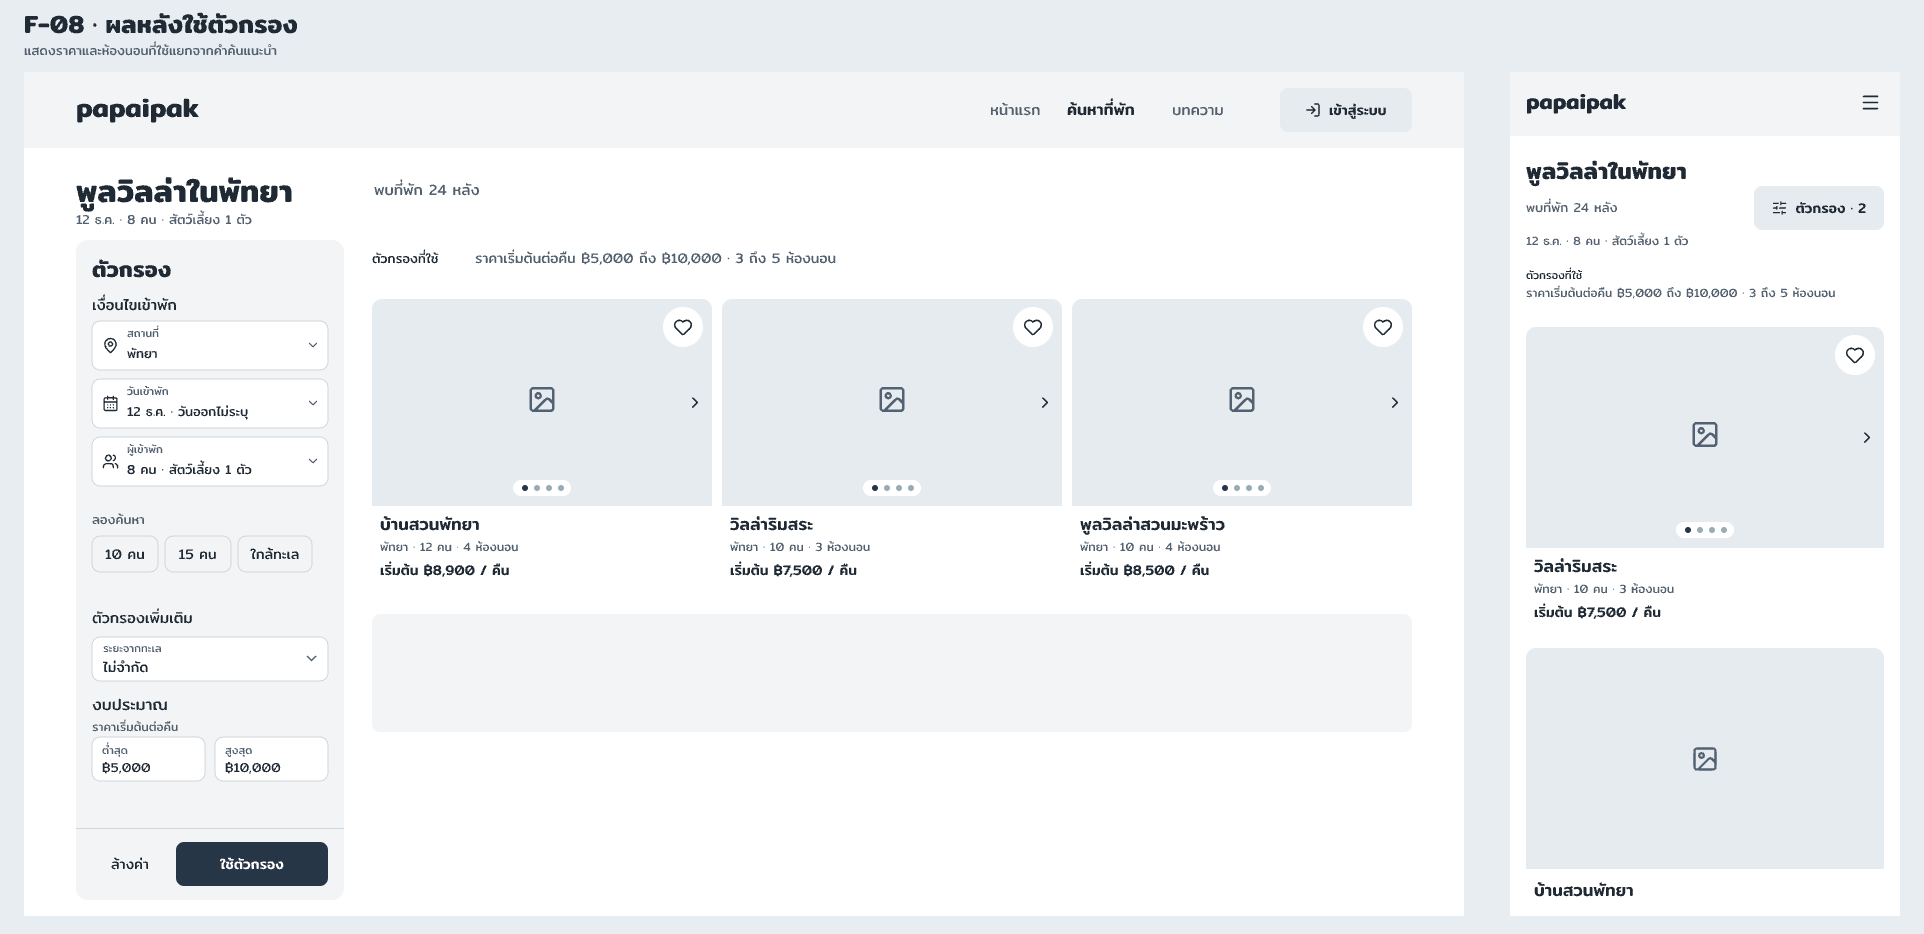 F-08 · ผลหลังใช้ตัวกรอง
แสดงราคาและห้องนอนที่ใช้แยกจากคำค้นแนะนำ
papaipak
หน้าแรก
ค้นหาที่พัก
บทความ
เข้าสู่ระบบ
พูลวิลล่าในพัทยา
12 ธ.ค. · 8 คน · สัตว์เลี้ยง 1 ตัว
ตัวกรอง
เงื่อนไขเข้าพัก
สถานที่
พัทยา
วันเข้าพัก
12 ธ.ค. · วันออกไม่ระบุ
ผู้เข้าพัก
8 คน · สัตว์เลี้ยง 1 ตัว
ลองค้นหา
10 คน
15 คน
ใกล้ทะเล
ตัวกรองเพิ่มเติม
ระยะจากทะเล
ไม่จำกัด
งบประมาณ
ราคาเริ่มต้นต่อคืน
ต่ำสุด
฿5,000
สูงสุด
฿10,000
ล้างค่า
ใช้ตัวกรอง
พบที่พัก 24 หลัง
ตัวกรองที่ใช้
ราคาเริ่มต้นต่อคืน ฿5,000 ถึง ฿10,000 · 3 ถึง 5 ห้องนอน
บ้านสวนพัทยา
พัทยา · 12 คน · 4 ห้องนอน
เริ่มต้น ฿8,900 / คืน
วิลล่าริมสระ
พัทยา · 10 คน · 3 ห้องนอน
เริ่มต้น ฿7,500 / คืน
พูลวิลล่าสวนมะพร้าว
พัทยา · 10 คน · 4 ห้องนอน
เริ่มต้น ฿8,500 / คืน
papaipak
พูลวิลล่าในพัทยา
พบที่พัก 24 หลัง
ตัวกรอง · 2
12 ธ.ค. · 8 คน · สัตว์เลี้ยง 1 ตัว
ตัวกรองที่ใช้
ราคาเริ่มต้นต่อคืน ฿5,000 ถึง ฿10,000 · 3 ถึง 5 ห้องนอน
วิลล่าริมสระ
พัทยา · 10 คน · 3 ห้องนอน
เริ่มต้น ฿7,500 / คืน
บ้านสวนพัทยา